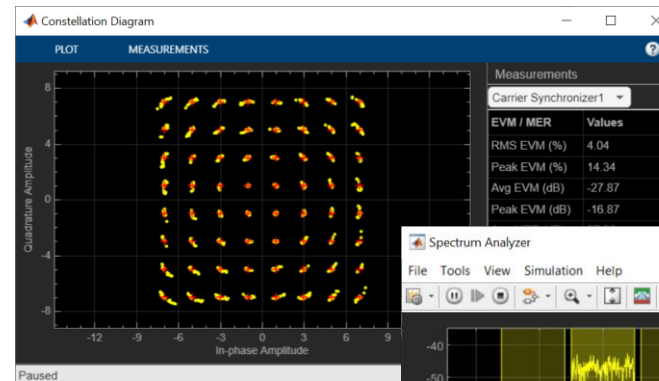 Constellation Diagram
PLOT MEASUREMENTS
Measurements
Carrier Synchronizer1
EVM / MER Values
RMS EVM (%) 4.04
Peak EVM (%) 14.34
Avg EVM (dB) -27.87
Peak EVM (dB) -16.87
8
4
0
-4
-8
Quadrature Amplitude
-12 -9 -6 -3 0 3 6 9
In-phase Amplitude
Paused
Spectrum Analyzer
File Tools View Simulation Help
-40
-50